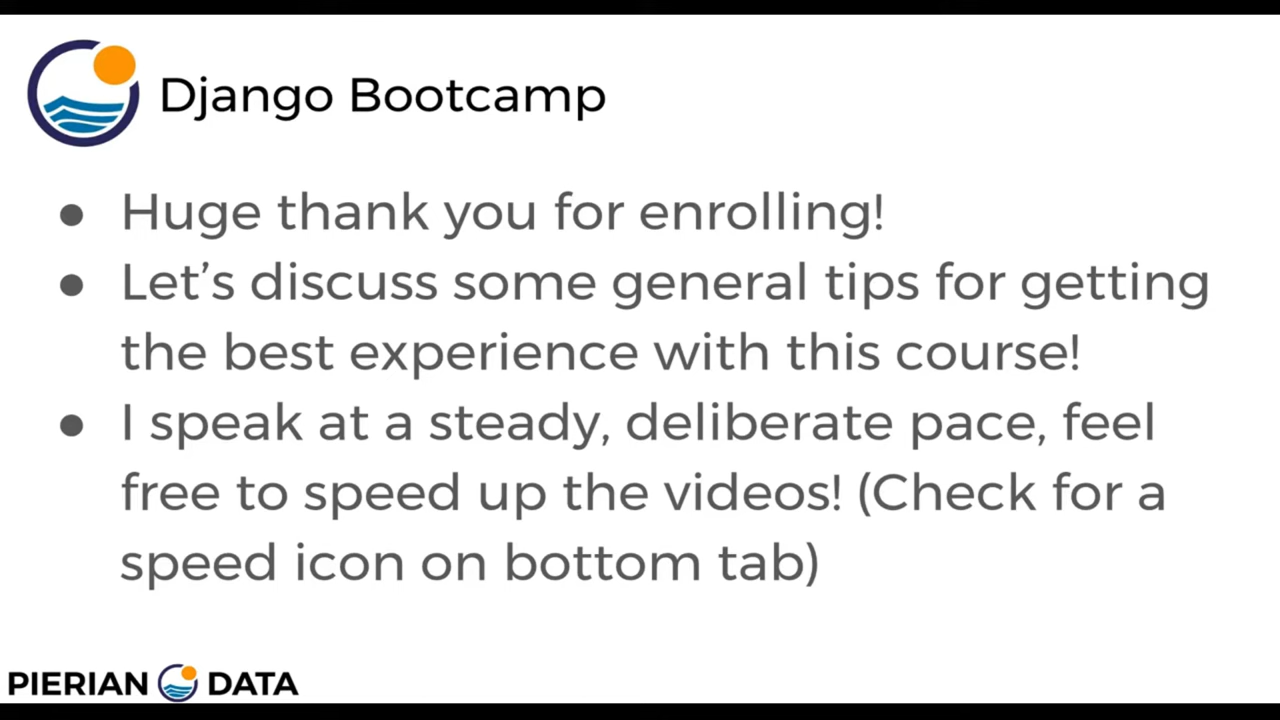 Django Bootcamp
● Huge thank you for enrolling!
● Let’s discuss some general tips for getting
the best experience with this course!
● I speak at a steady, deliberate pace, feel
free to speed up the videos! (Check for a
speed icon on bottom tab)
PIERIAN DATA